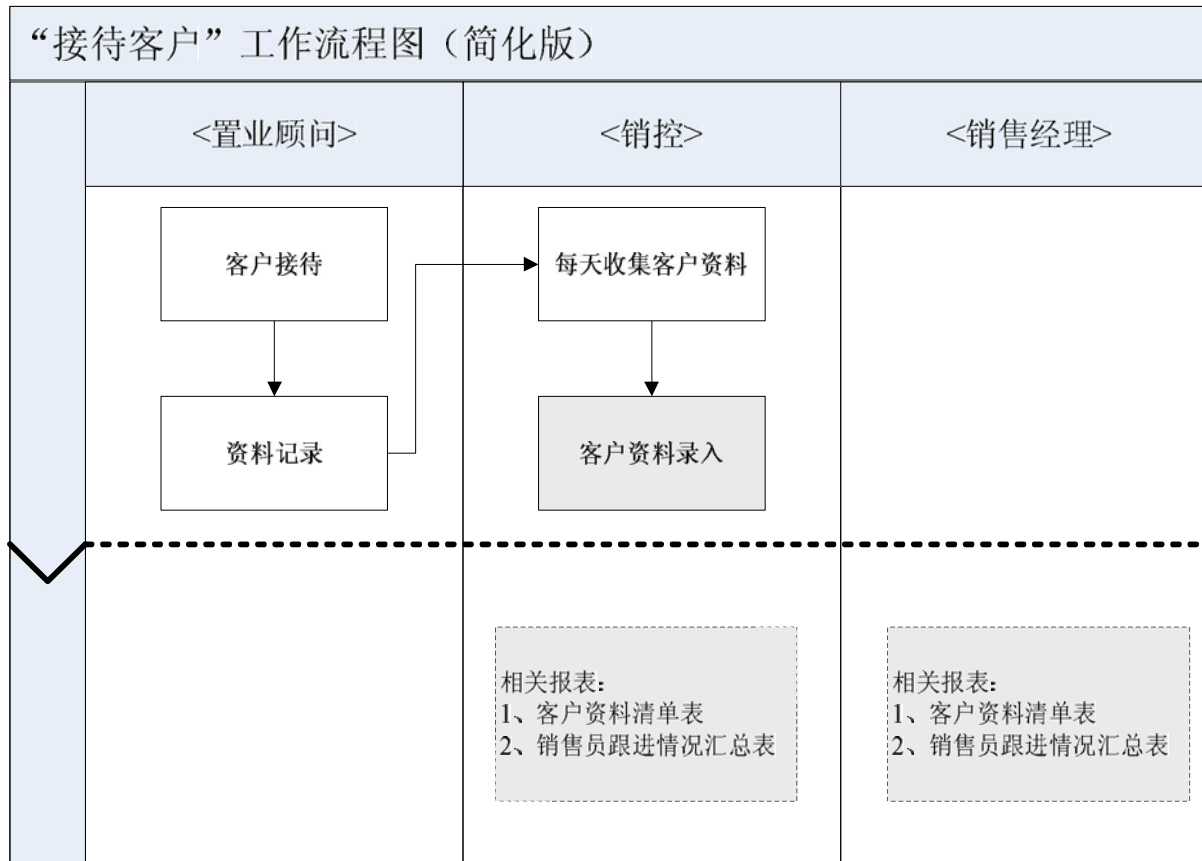 “接待客户”工作流程图（简化版）
<置业顾问>
<销控>
<销售经理>
客户接待
每天收集客户资料
资料记录
客户资料录入
相关报表：
1、客户资料清单表
2、销售员跟进情况汇总表
相关报表：
1、客户资料清单表
2、销售员跟进情况汇总表